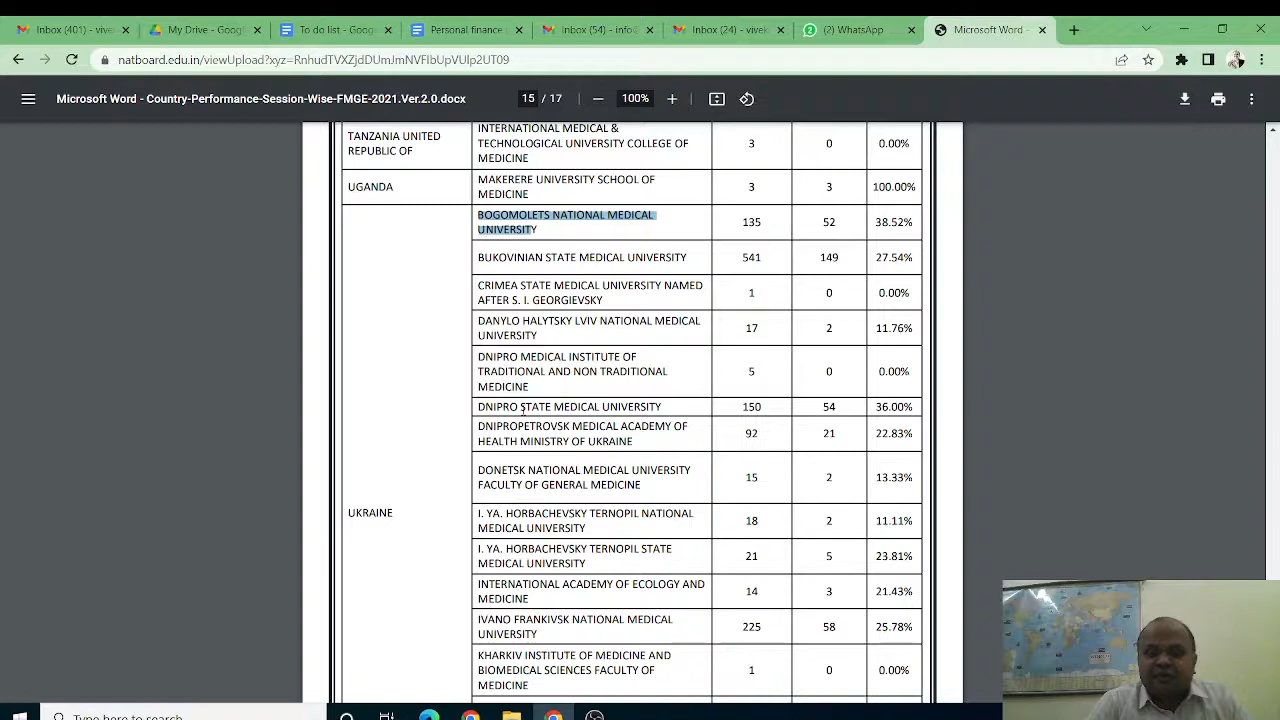 Inbox (401) - vive
My Drive - Googl
To do list - Googl
Personal finance
Inbox (54) - info
Inbox (24) - vivek
(2) WhatsApp
Microsoft Word -
natboard.edu.in/viewUpload?xyz=RnhudTVXZjdDUmJmNVFIbUpVUlp2UT09
Microsoft Word - Country-Performance-Session-Wise-FMGE-2021.Ver.2.0.docx
15 / 17
100%
TANZANIA UNITED
REPUBLIC OF
INTERNATIONAL MEDICAL &
TECHNOLOGICAL UNIVERSITY COLLEGE OF
MEDICINE
3 0 0.00%
UGANDA
MAKERERE UNIVERSITY SCHOOL OF
MEDICINE
3 3 100.00%
UKRAINE
BOGOMOLETS NATIONAL MEDICAL
UNIVERSITY
135 52 38.52%
BUKOVINIAN STATE MEDICAL UNIVERSITY 541 149 27.54%
CRIMEA STATE MEDICAL UNIVERSITY NAMED
AFTER S. I. GEORGIEVSKY
1 0 0.00%
DANYLO HALYTSKY LVIV NATIONAL MEDICAL
UNIVERSITY
17 2 11.76%
DNIPRO MEDICAL INSTITUTE OF
TRADITIONAL AND NON TRADITIONAL
MEDICINE
5 0 0.00%
DNIPRO STATE MEDICAL UNIVERSITY 150 54 36.00%
DNIPROPETROVSK MEDICAL ACADEMY OF
HEALTH MINISTRY OF UKRAINE
92 21 22.83%
DONETSK NATIONAL MEDICAL UNIVERSITY
FACULTY OF GENERAL MEDICINE
15 2 13.33%
I. YA. HORBACHEVSKY TERNOPIL NATIONAL
MEDICAL UNIVERSITY
18 2 11.11%
I. YA. HORBACHEVSKY TERNOPIL STATE
MEDICAL UNIVERSITY
21 5 23.81%
INTERNATIONAL ACADEMY OF ECOLOGY AND
MEDICINE
14 3 21.43%
IVANO FRANKIVSK NATIONAL MEDICAL
UNIVERSITY
225 58 25.78%
KHARKIV INSTITUTE OF MEDICINE AND
BIOMEDICAL SCIENCES FACULTY OF
MEDICINE
1 0 0.00%
Type here to search